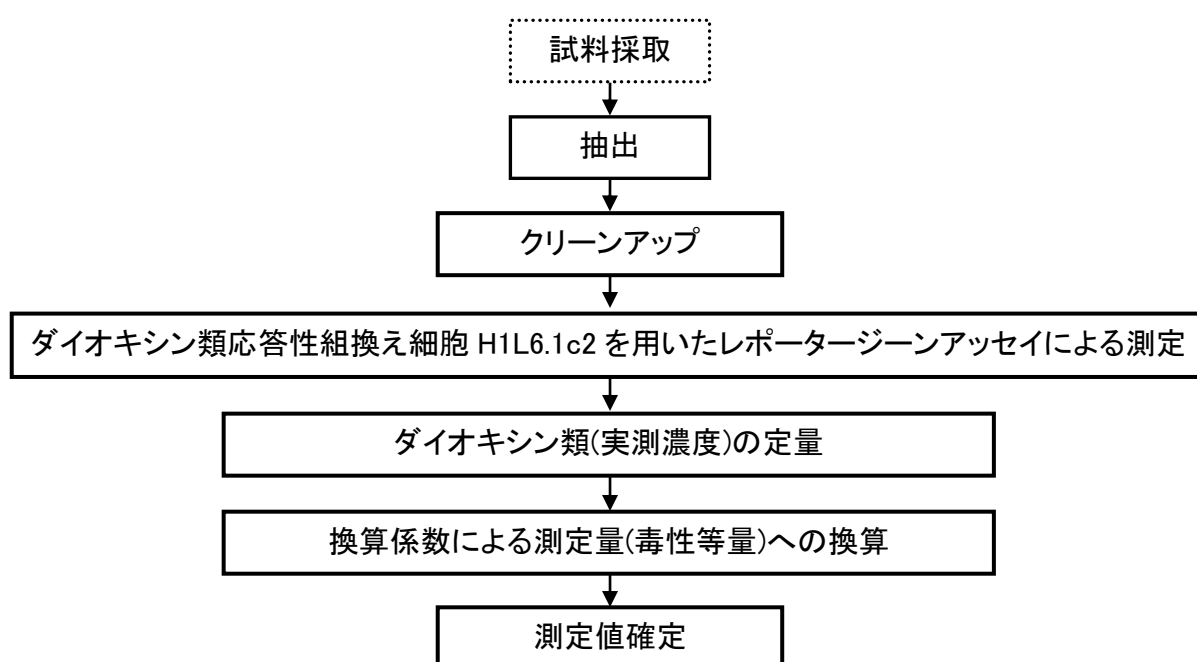 試料採取
抽出
クリーンアップ
ダイオキシン類応答性組換え細胞 H1L6.1c2 を用いたレポータージーンアッセイによる測定
ダイオキシン類(実測濃度)の定量
換算係数による測定量(毒性等量)への換算
測定値確定